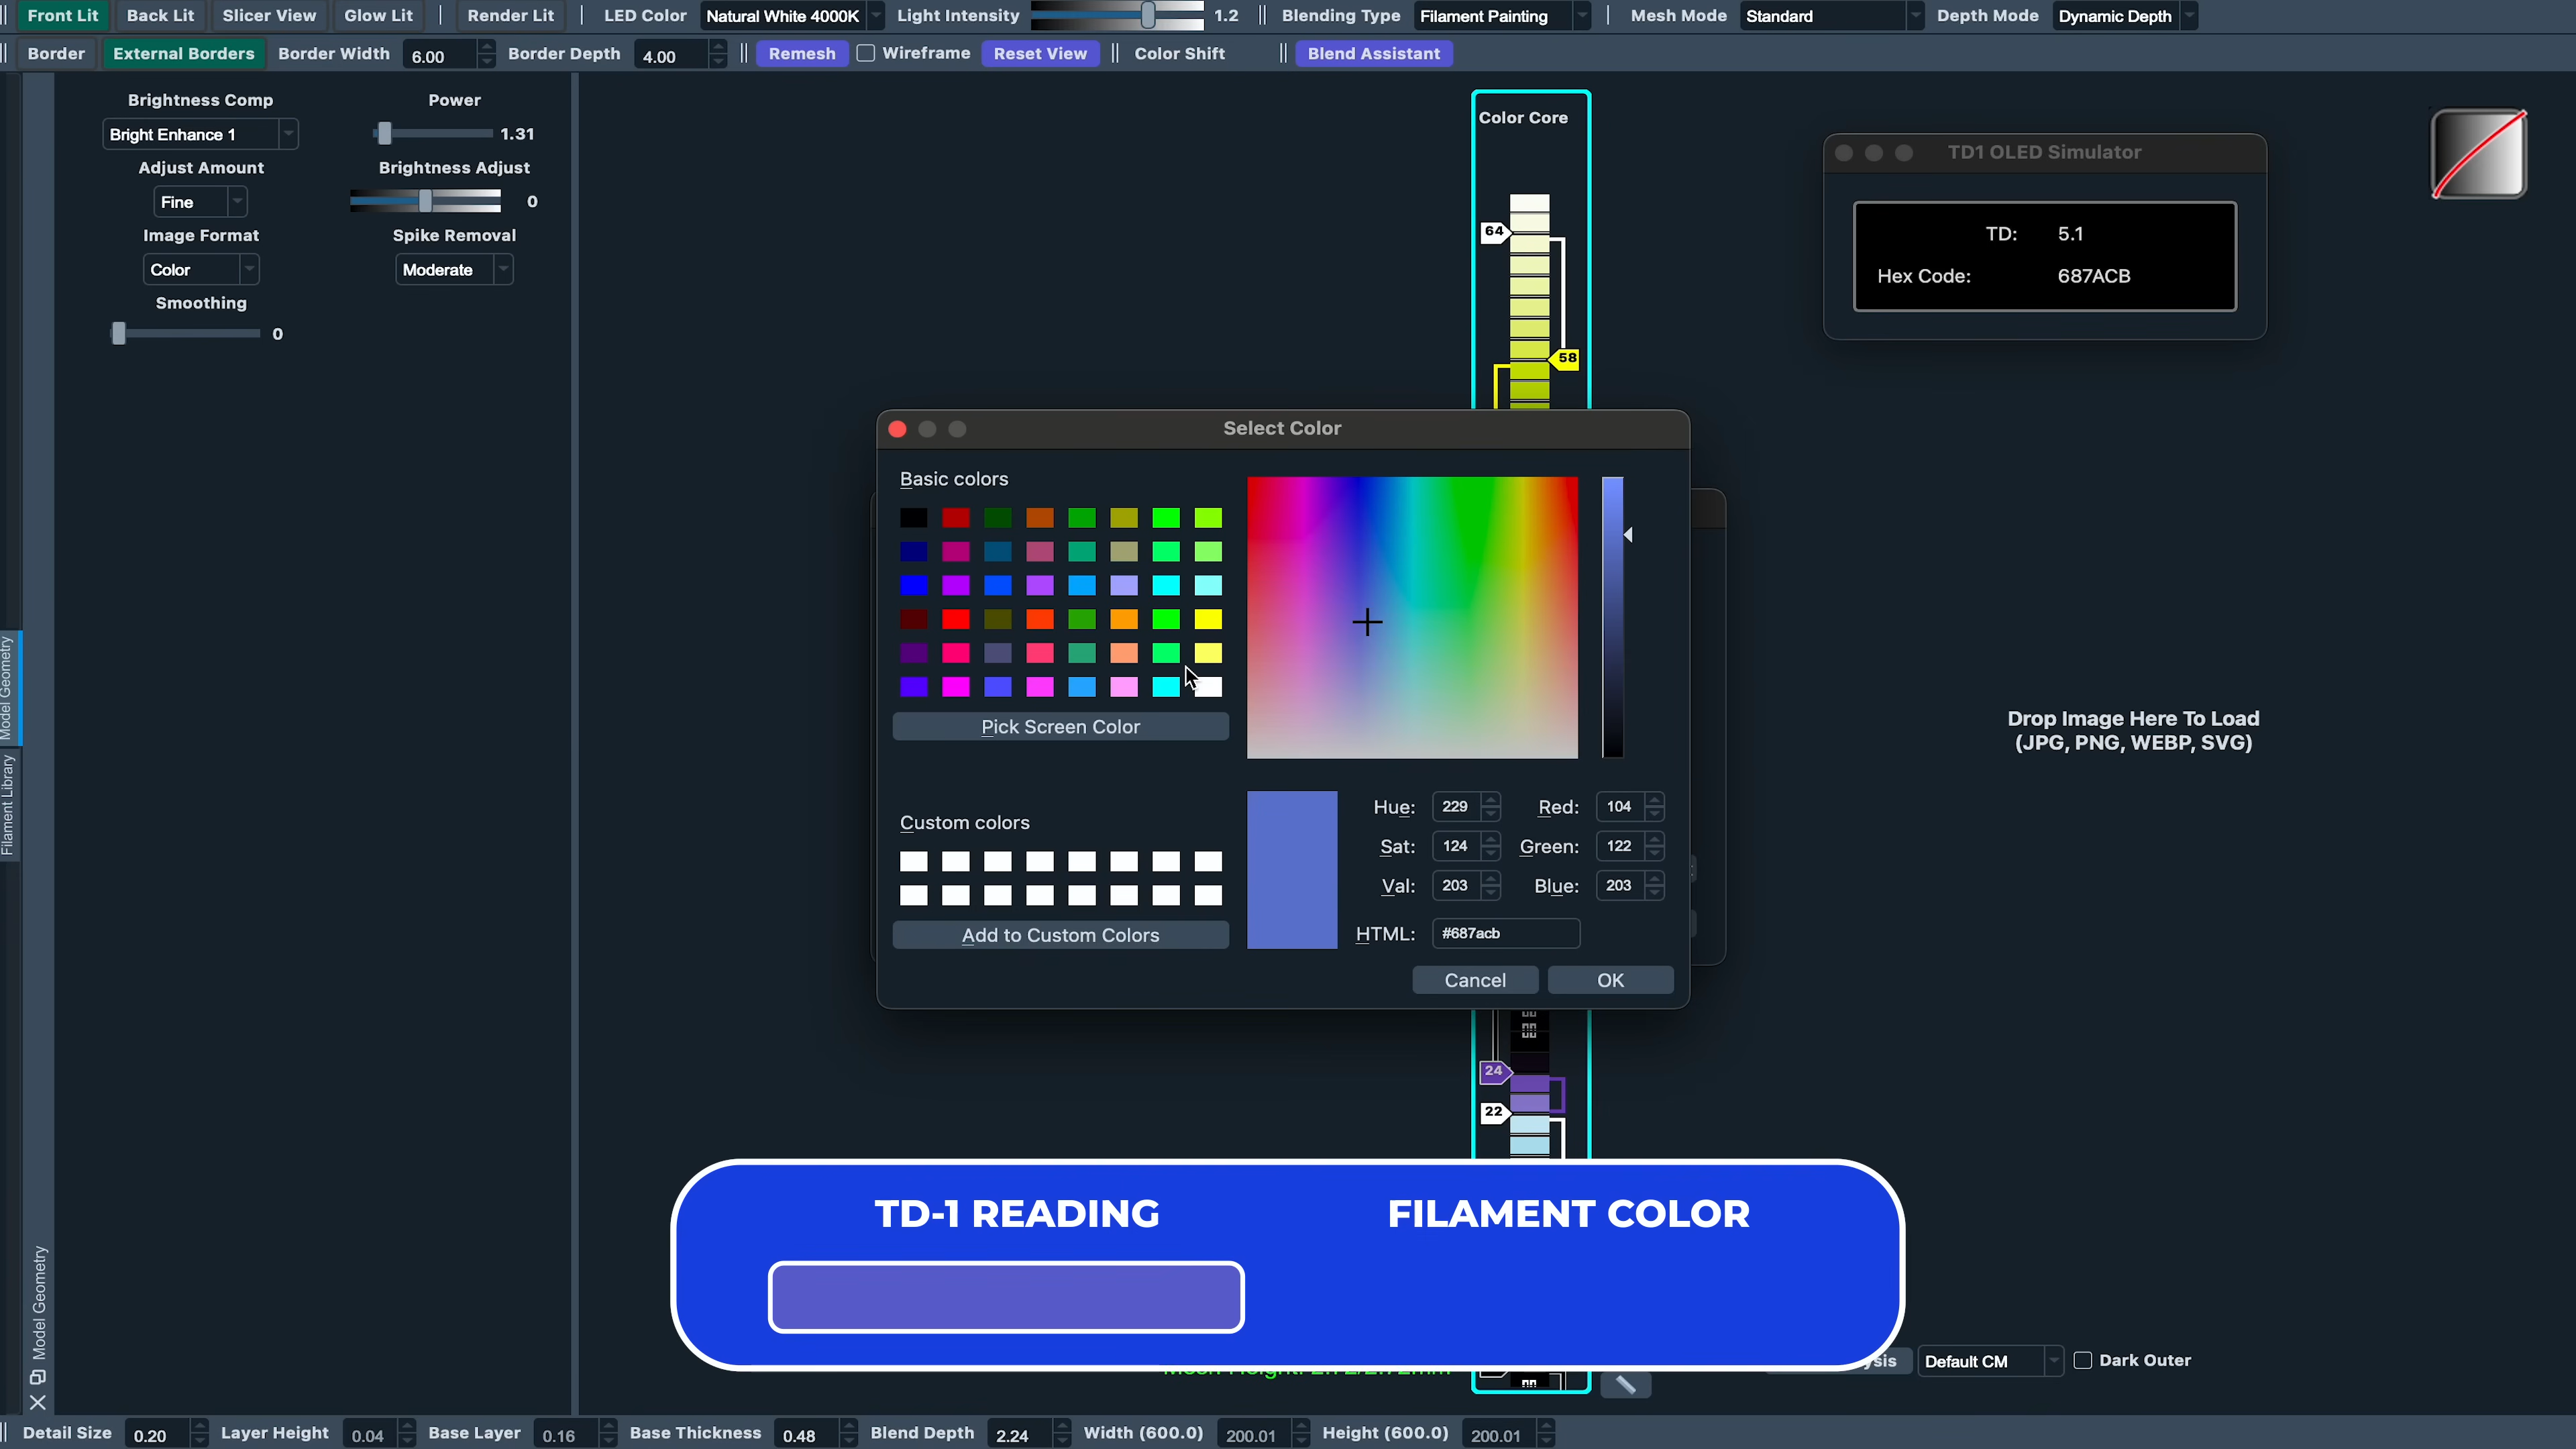 Front Lit Back Lit Slicer View Glow Lit Render Lit LED Color Natural White 4000K Light Intensity 1.2 Blending Type Filament Painting Mesh Mode Standard Depth Mode Dynamic Depth
Border External Borders Border Width 6.00 Border Depth 4.00 Remesh Wireframe Reset View Color Shift Blend Assistant
Brightness Comp Power
Bright Enhance 1 1.31
Adjust Amount Brightness Adjust
Fine 0
Image Format Spike Removal
Color Moderate
Smoothing
0
Model Geometry
Filament Library
Model Geometry
Color Core
64
58
24
22
TD1 OLED Simulator
TD: 5.1
Hex Code: 687ACB
Drop Image Here To Load
(JPG, PNG, WEBP, SVG)
Select Color
Basic colors
Pick Screen Color
Custom colors
Add to Custom Colors
Hue: 229 Red: 104
Sat: 124 Green: 122
Val: 203 Blue: 203
HTML: #687acb
Cancel OK
TD-1 READING FILAMENT COLOR
Default CM Dark Outer
Detail Size 0.20 Layer Height 0.04 Base Layer 0.16 Base Thickness 0.48 Blend Depth 2.24 Width (600.0) 200.01 Height (600.0) 200.01